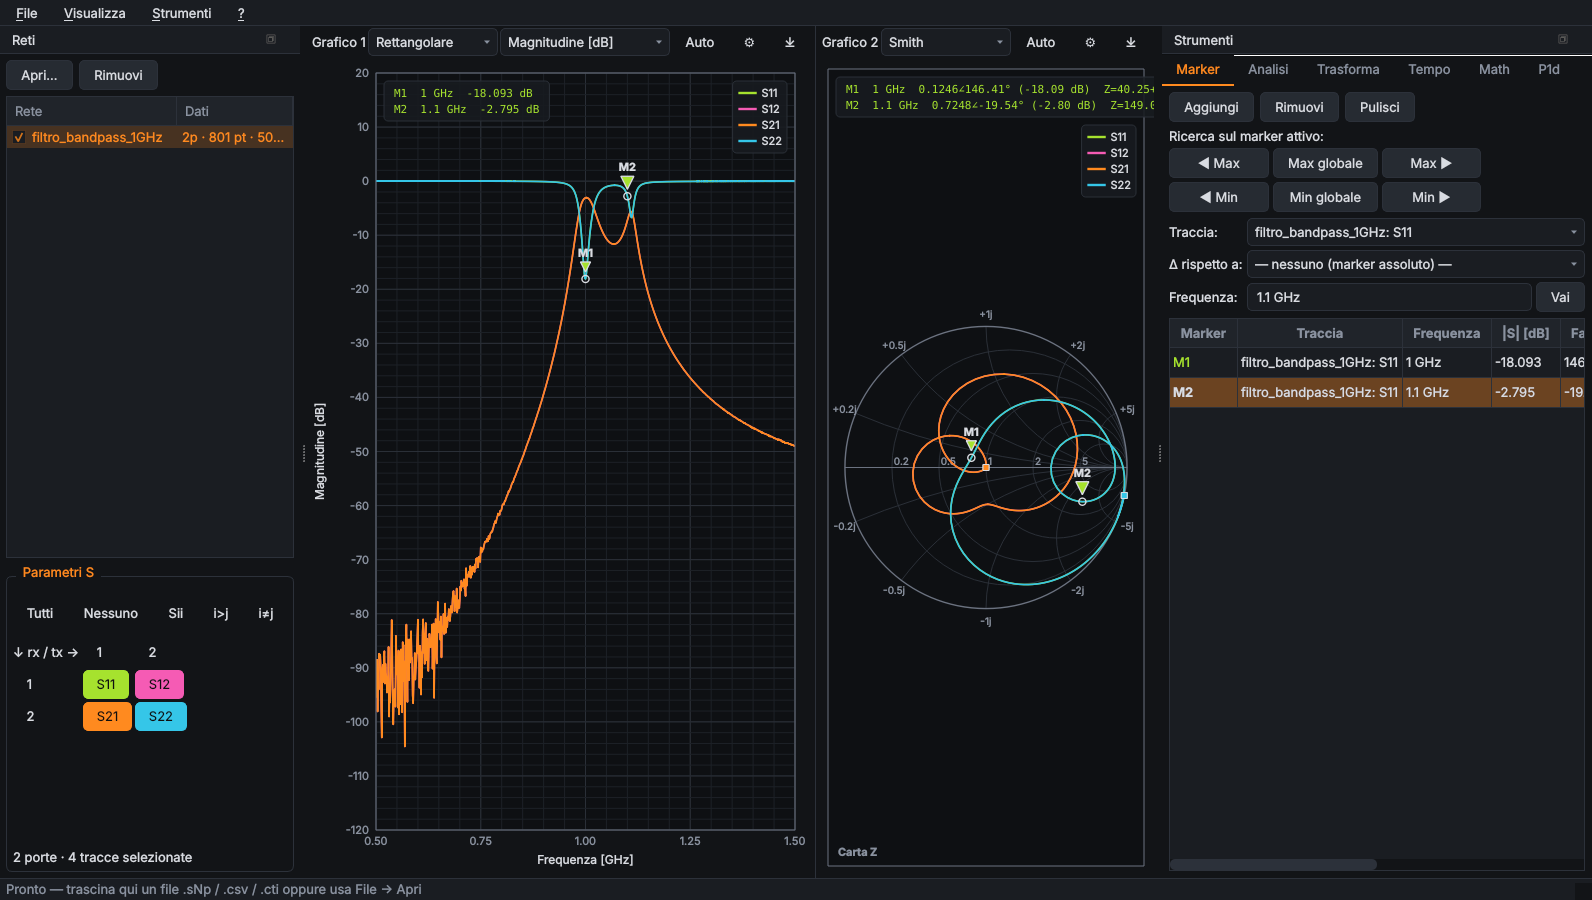 File Visualizza Strumenti ?
Reti
Apri... Rimuovi
Rete Dati
filtro_bandpass_1GHz 2p · 801 pt · 50...
Parametri S
Tutti Nessuno Sii i>j i≠j
↓ rx / tx → 1 2
1 S11 S12
2 S21 S22
2 porte · 4 tracce selezionate
Grafico 1 Rettangolare Magnitudine [dB] Auto
M1 1 GHz -18.093 dB
M2 1.1 GHz -2.795 dB
S11
S12
S21
S22
20
10
0
-10
-20
-30
-40
-50
-60
-70
-80
-90
-100
-110
-120
Magnitudine [dB]
M2
M1
0.50 0.75 1.00 1.25 1.50
Frequenza [GHz]
Grafico 2 Smith Auto
M1 1 GHz 0.1246∠146.41° (-18.09 dB) Z=40.25+
M2 1.1 GHz 0.7248∠-19.54° (-2.80 dB) Z=149.0
S11
S12
S21
S22
+1j
+0.5j +2j
+0.2j +5j
M1
0.2 0.5 1 2 5
M2
-0.2j -5j
-0.5j -2j
-1j
Carta Z
Strumenti
Marker Analisi Trasforma Tempo Math P1d
Aggiungi Rimuovi Pulisci
Ricerca sul marker attivo:
◀ Max Max globale Max ▶
◀ Min Min globale Min ▶
Traccia: filtro_bandpass_1GHz: S11
Δ rispetto a: — nessuno (marker assoluto) —
Frequenza: 1.1 GHz Vai
Marker Traccia Frequenza |S| [dB] Fa
M1 filtro_bandpass_1GHz: S11 1 GHz -18.093 146
M2 filtro_bandpass_1GHz: S11 1.1 GHz -2.795 -19
Pronto — trascina qui un file .sNp / .csv / .cti oppure usa File → Apri